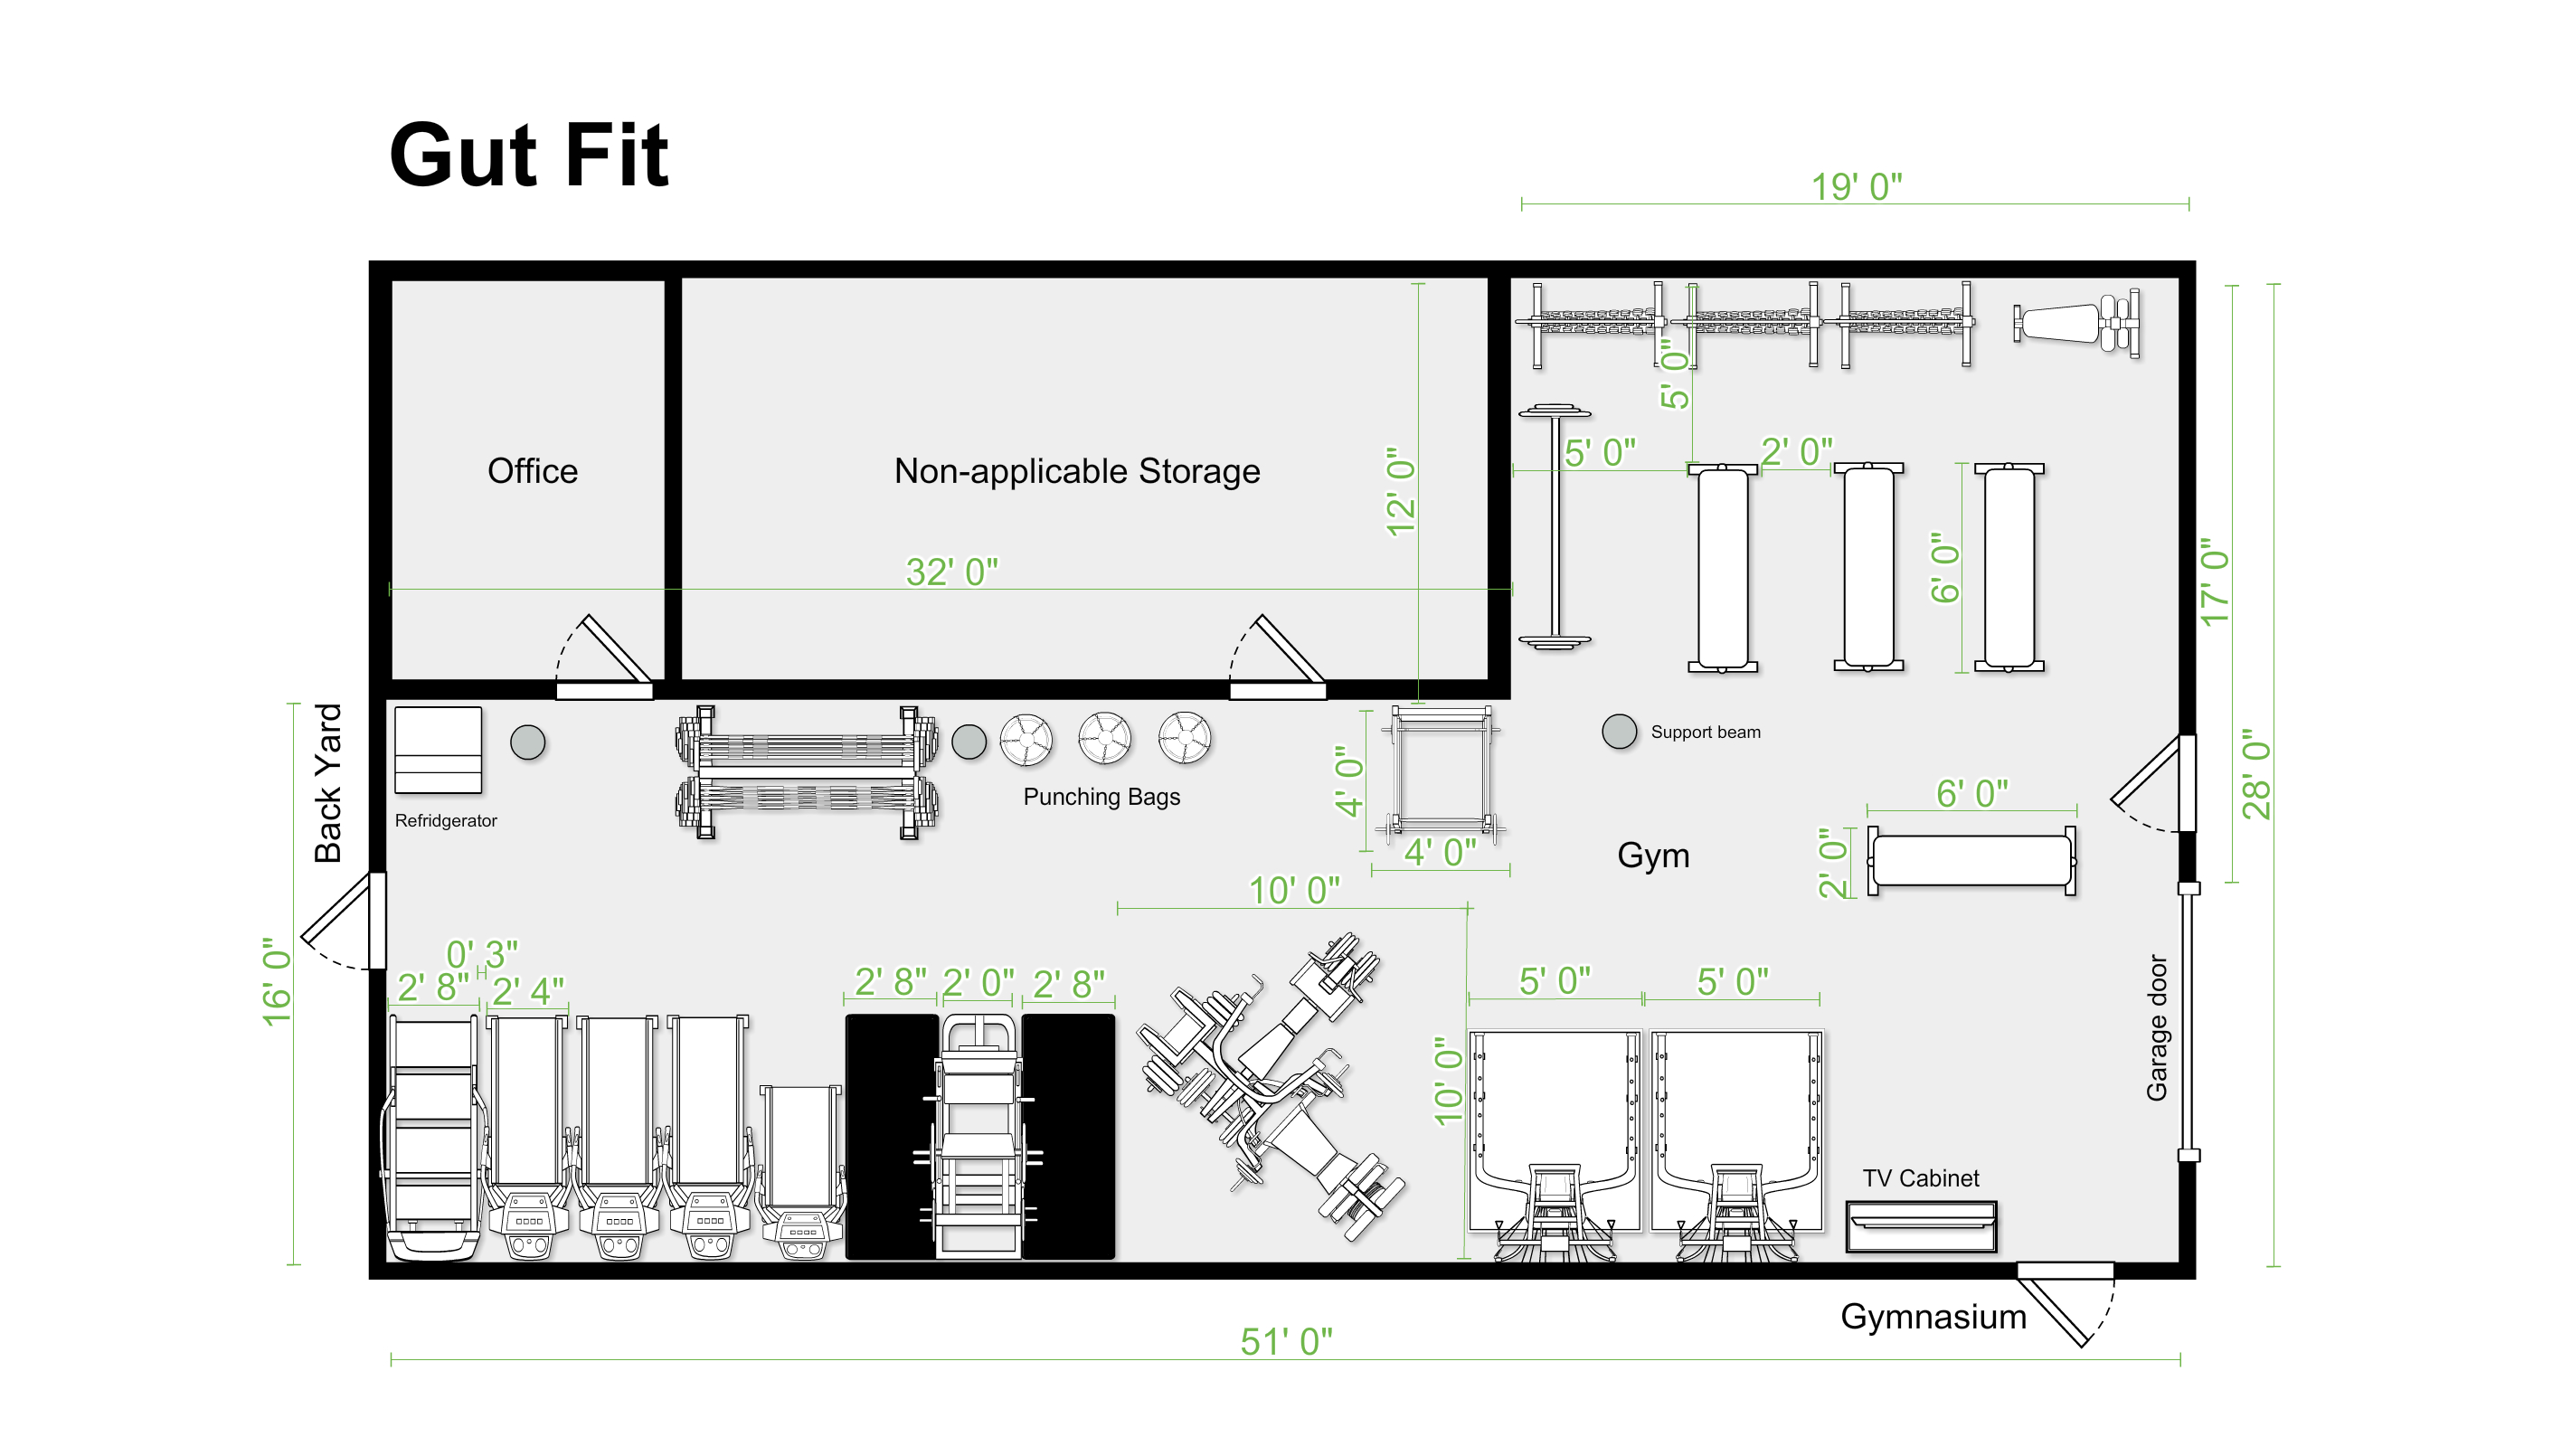 Gut Fit
19' 0"
5' 0"
Office
Non-applicable Storage
12' 0"
5' 0"
2' 0"
32' 0"
6' 0"
17' 0"
28' 0"
Back Yard
Support beam
Punching Bags
Refridgerator
4' 0"
4' 0"
Gym
6' 0"
2' 0"
10' 0"
16' 0"
0' 3"
2' 8"
2' 4"
2' 8"
2' 0"
2' 8"
5' 0"
5' 0"
10' 0"
Garage door
TV Cabinet
Gymnasium
51' 0"